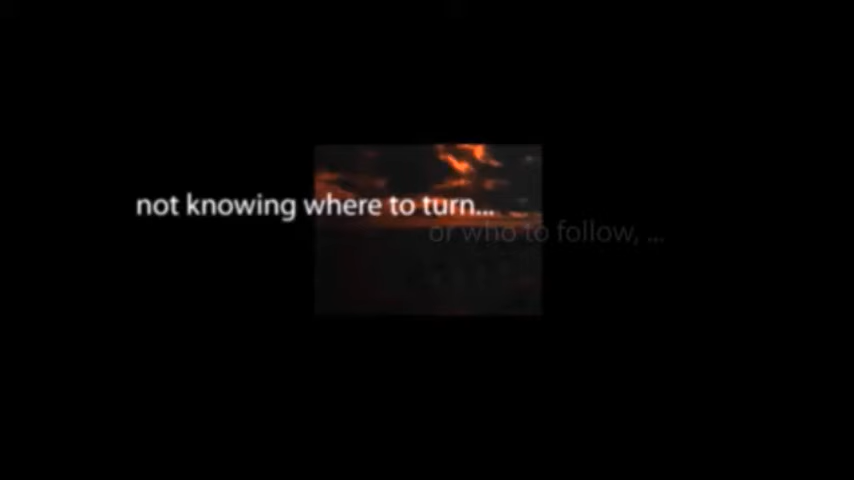 not knowing where to turn...
or who to follow, ...